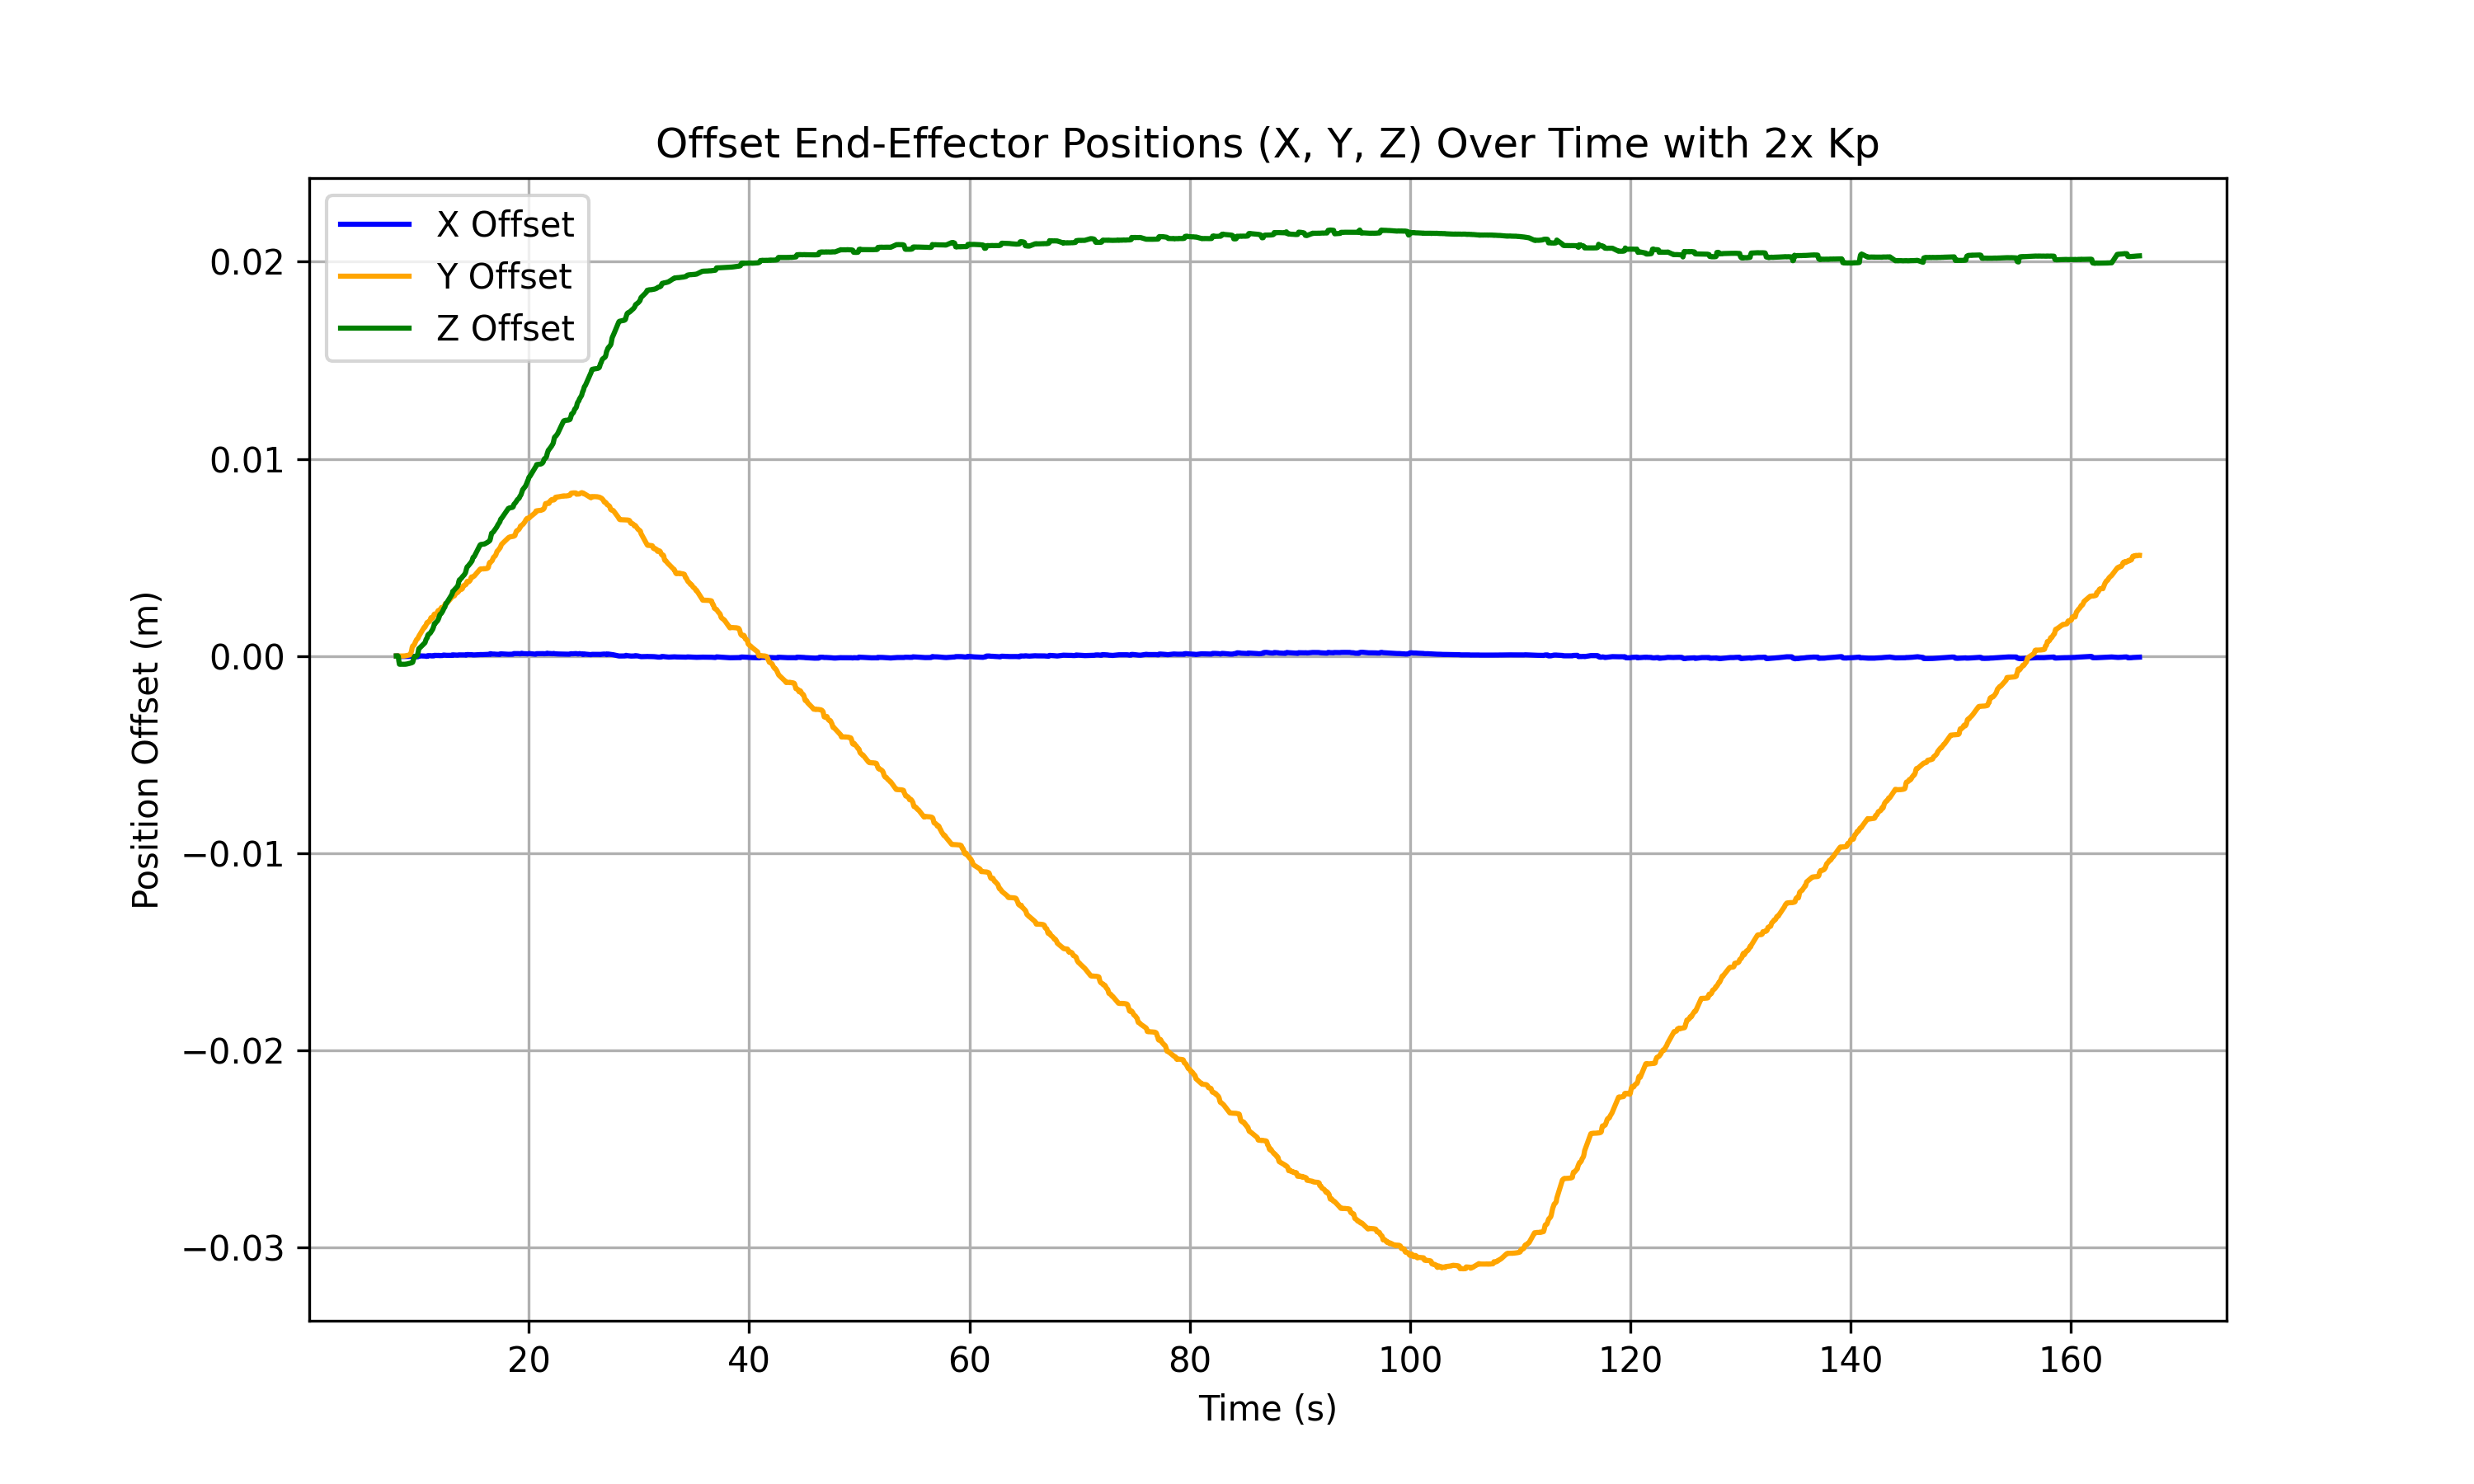 Offset End-Effector Positions (X, Y, Z) Over Time with 2x Kp
X Offset
Y Offset
Z Offset
Position Offset (m)
0.02
0.01
0.00
−0.01
−0.02
−0.03
20 40 60 80 100 120 140 160
Time (s)